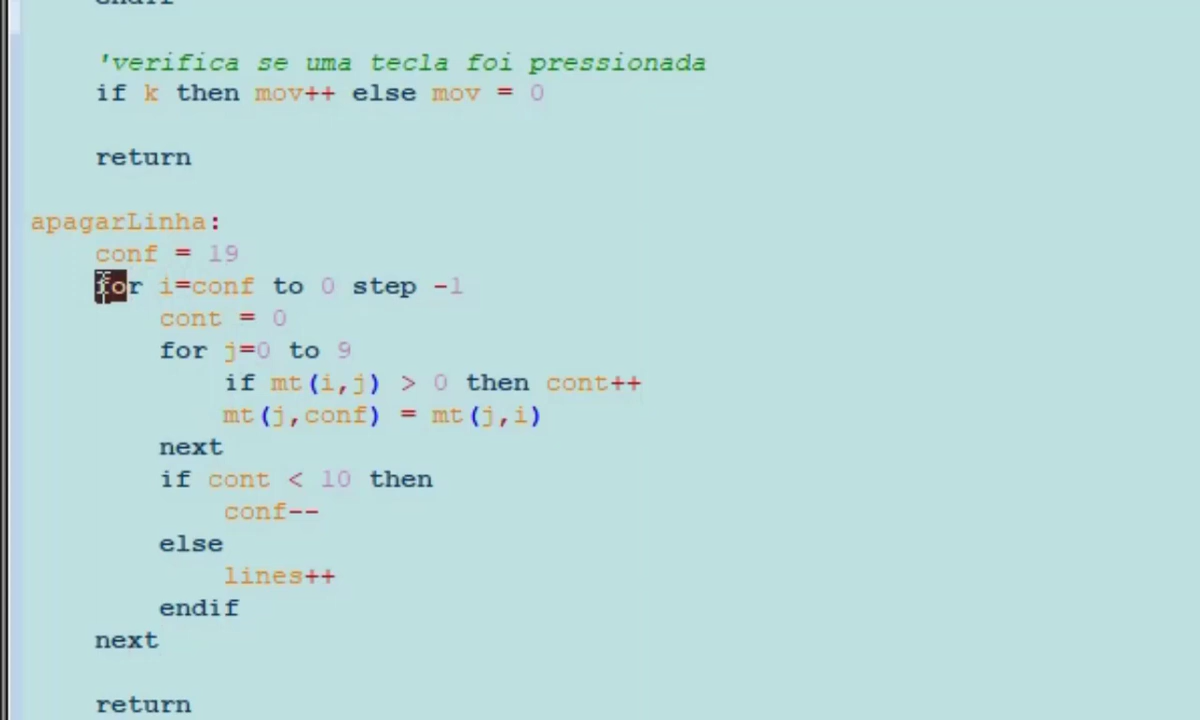 endif
'verifica se uma tecla foi pressionada
if k then mov++ else mov = 0
return
apagarLinha:
conf = 19
for i=conf to 0 step -1
cont = 0
for j=0 to 9
if mt(i,j) > 0 then cont++
mt(j,conf) = mt(j,i)
next
if cont < 10 then
conf--
else
lines++
endif
next
return